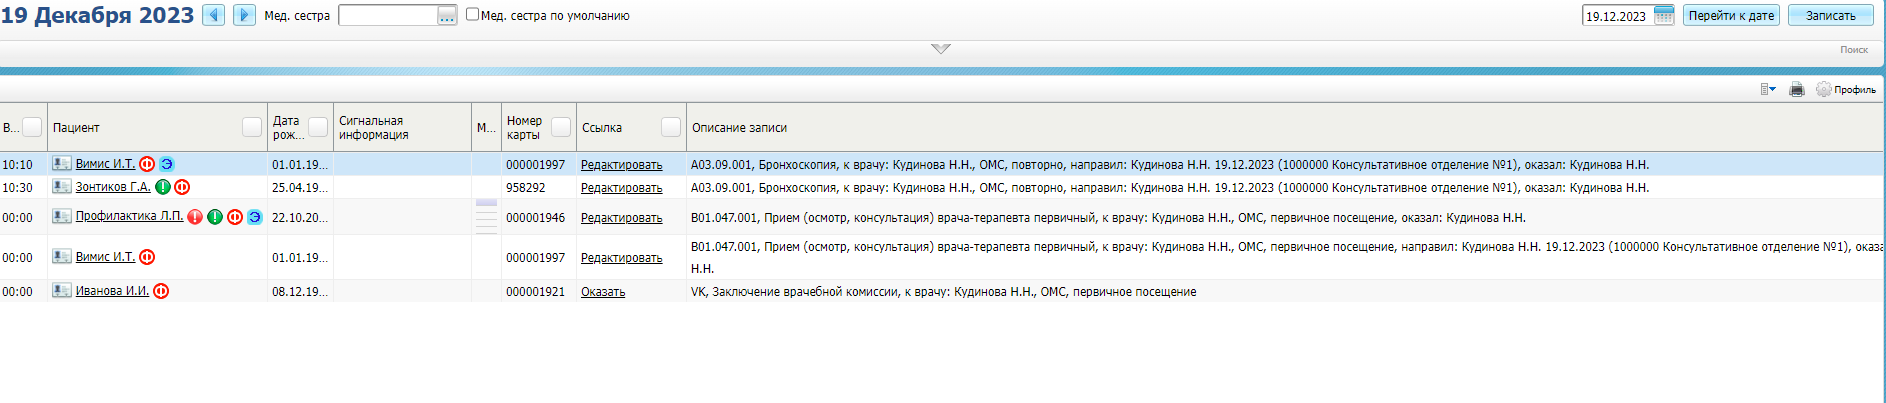 19 Декабря 2023 Мед. сестра ... Мед. сестра по умолчанию 19.12.2023 Перейти к дате Записать
Поиск
Профиль
В... Пациент Дата рож... Сигнальная информация М... Номер карты Ссылка Описание записи
10:10 Вимис И.Т. Ф Э 01.01.19... 000001997 Редактировать A03.09.001, Бронхоскопия, к врачу: Кудинова Н.Н., ОМС, повторно, направил: Кудинова Н.Н. 19.12.2023 (1000000 Консультативное отделение №1), оказал: Кудинова Н.Н.
10:30 Зонтиков Г.А. ! Ф 25.04.19... 958292 Редактировать A03.09.001, Бронхоскопия, к врачу: Кудинова Н.Н., ОМС, повторно, направил: Кудинова Н.Н. 19.12.2023 (1000000 Консультативное отделение №1), оказал: Кудинова Н.Н.
00:00 Профилактика Л.П. ! ! Ф Э 22.10.20... 000001946 Редактировать B01.047.001, Прием (осмотр, консультация) врача-терапевта первичный, к врачу: Кудинова Н.Н., ОМС, первичное посещение, оказал: Кудинова Н.Н.
00:00 Вимис И.Т. Ф 01.01.19... 000001997 Редактировать B01.047.001, Прием (осмотр, консультация) врача-терапевта первичный, к врачу: Кудинова Н.Н., ОМС, первичное посещение, направил: Кудинова Н.Н. 19.12.2023 (1000000 Консультативное отделение №1), оказа
Н.Н.
00:00 Иванова И.И. Ф 08.12.19... 000001921 Оказать VK, Заключение врачебной комиссии, к врачу: Кудинова Н.Н., ОМС, первичное посещение